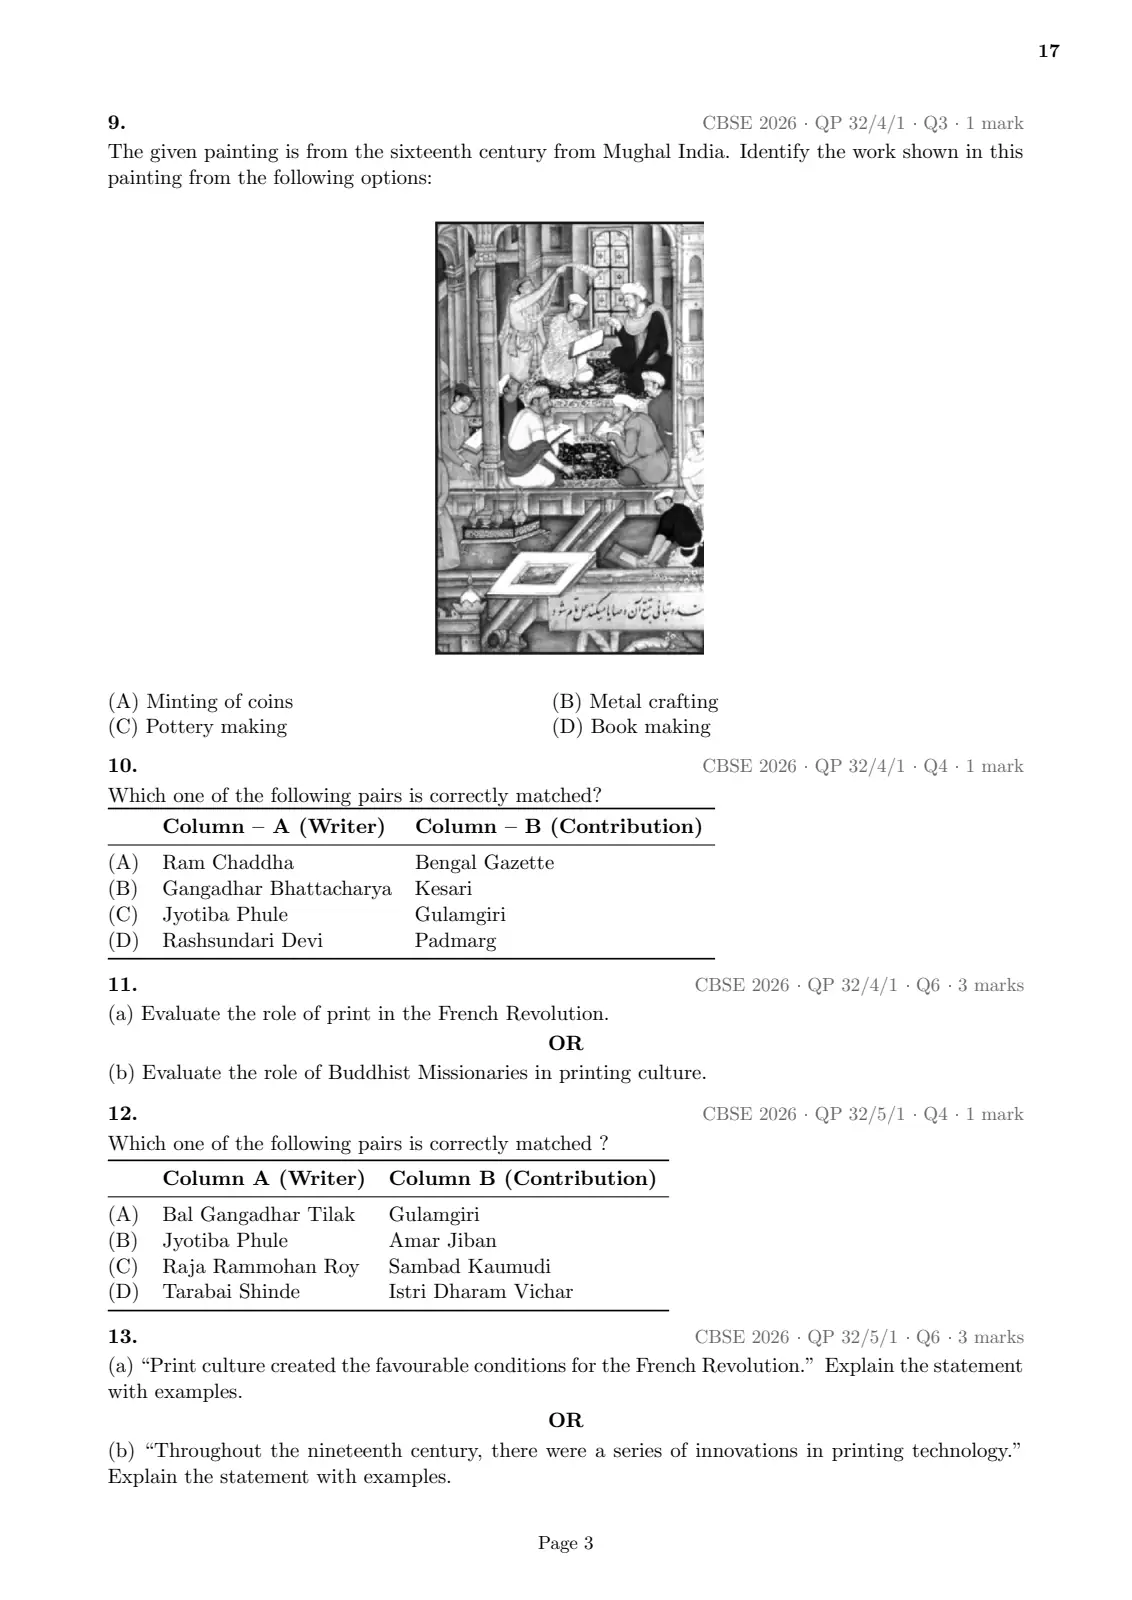 17
9. CBSE 2026 · QP 32/4/1 · Q3 · 1 mark
The given painting is from the sixteenth century from Mughal India. Identify the work shown in this
painting from the following options:
(A) Minting of coins (B) Metal crafting
(C) Pottery making (D) Book making
10. CBSE 2026 · QP 32/4/1 · Q4 · 1 mark
Which one of the following pairs is correctly matched?
Column – A (Writer) Column – B (Contribution)
(A) Ram Chaddha Bengal Gazette
(B) Gangadhar Bhattacharya Kesari
(C) Jyotiba Phule Gulamgiri
(D) Rashsundari Devi Padmarg
11. CBSE 2026 · QP 32/4/1 · Q6 · 3 marks
(a) Evaluate the role of print in the French Revolution.
OR
(b) Evaluate the role of Buddhist Missionaries in printing culture.
12. CBSE 2026 · QP 32/5/1 · Q4 · 1 mark
Which one of the following pairs is correctly matched ?
Column A (Writer) Column B (Contribution)
(A) Bal Gangadhar Tilak Gulamgiri
(B) Jyotiba Phule Amar Jiban
(C) Raja Rammohan Roy Sambad Kaumudi
(D) Tarabai Shinde Istri Dharam Vichar
13. CBSE 2026 · QP 32/5/1 · Q6 · 3 marks
(a) “Print culture created the favourable conditions for the French Revolution.” Explain the statement
with examples.
OR
(b) “Throughout the nineteenth century, there were a series of innovations in printing technology.”
Explain the statement with examples.
Page 3